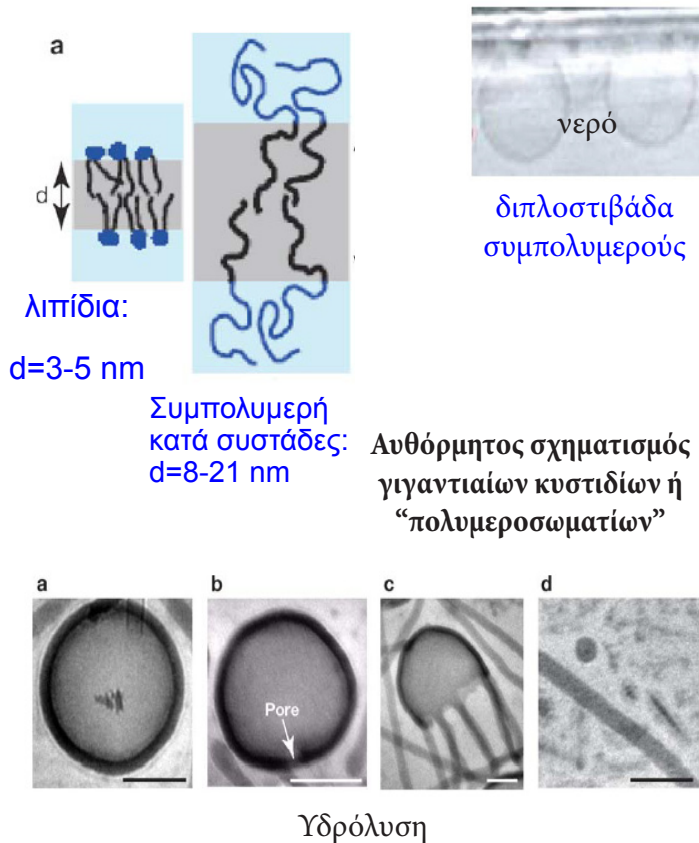 a
d
λιπίδια:
d=3-5 nm
Συμπολυμερή
κατά συστάδες:
d=8-21 nm
νερό
διπλοστιβάδα
συμπολυμερούς
Αυθόρμητος σχηματισμός
γιγαντιαίων κυστιδίων ή
“πολυμεροσωματίων”
a b c d
Pore
Υδρόλυση